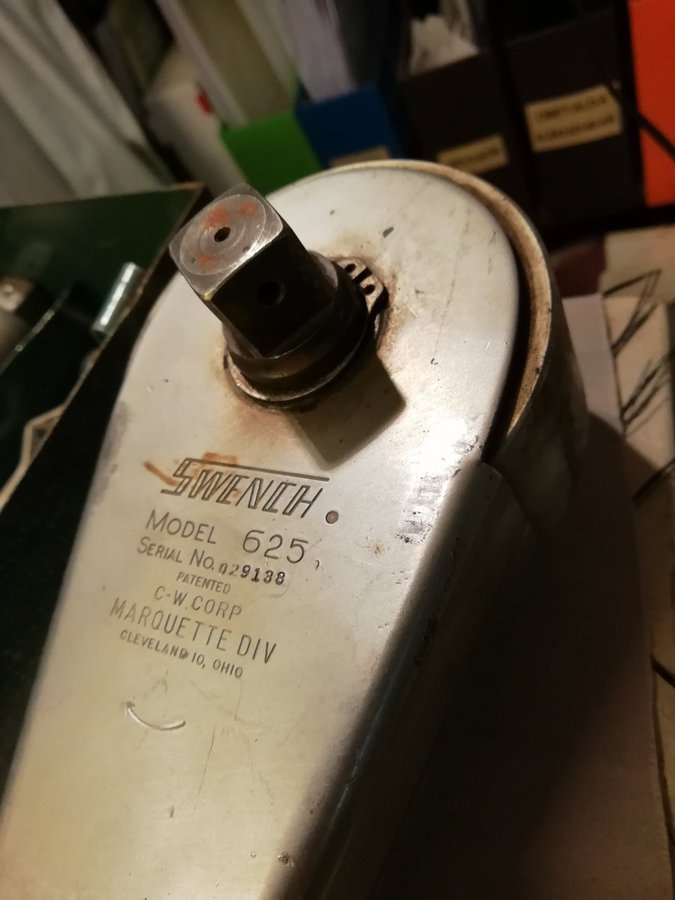 SWENCH
MODEL 625
SERIAL NO. 029138
PATENTED
C-W. CORP
MARQUETTE DIV
CLEVELAND 10, OHIO